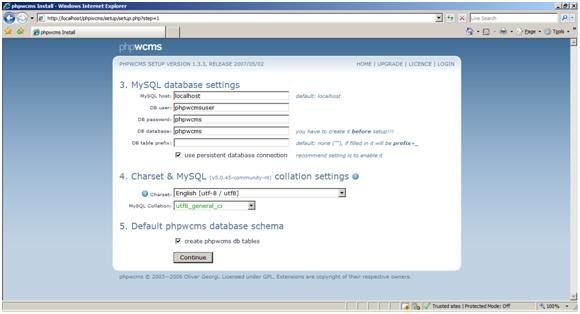 phpwcms Install - Windows Internet Explorer
http://localhost/phpwcms/setup/setup.php?step=1
Live Search
phpwcms Install
Page
Tools
phpwcms
PHPWCMS SETUP VERSION 1.3.3, RELEASE 2007/05/02
HOME | UPGRADE | LICENCE | LOGIN
3. MySQL database settings
MySQL host: localhost default: localhost
DB user: phpwcmsuser
DB password: phpwcms
DB database: phpwcms you have to create it before setup!!!
DB table prefix: default: none (""), if filled in it will be prefix+_
use persistent database connection recommend setting is to enable it
4. Charset & MySQL (v5.0.45-community-nt) collation settings
Charset: English [utf-8 / utf8]
MySQL Collation: utf8_general_ci
5. Default phpwcms database schema
create phpwcms db tables
Continue
phpwcms © 2003—2006 Oliver Georgi. Licensed under GPL. Extensions are copyright of their respective owners.
Trusted sites | Protected Mode: Off
100%